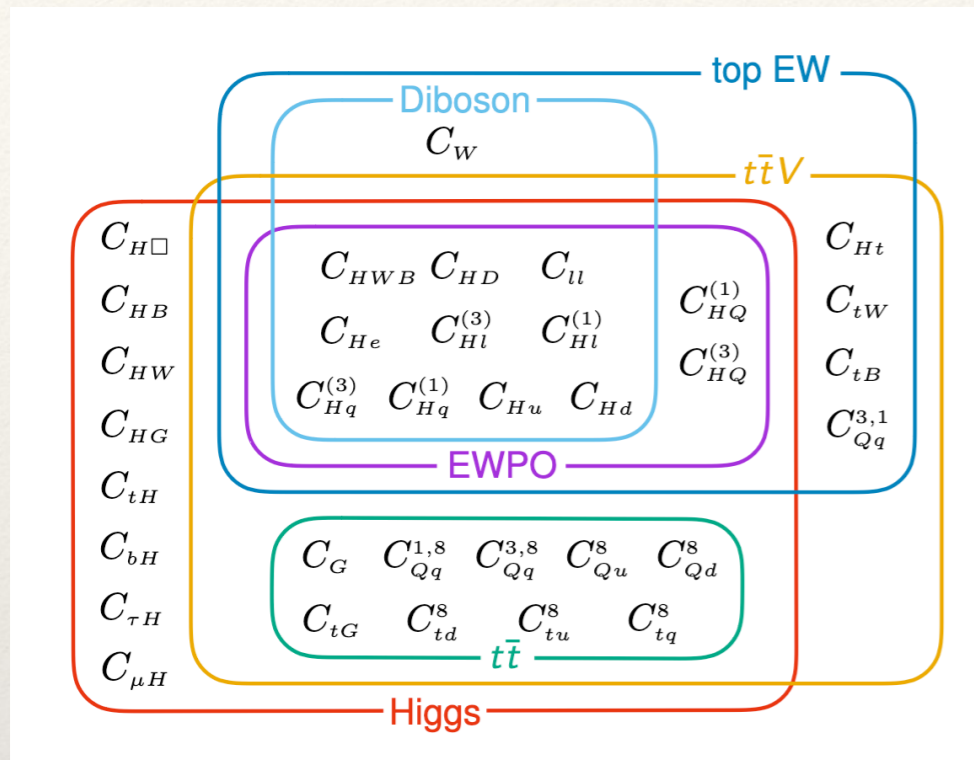 top EW
Diboson
C_W
tt̄V
C_{H□}
C_{HB}
C_{HW}
C_{HG}
C_{tH}
C_{bH}
C_{τH}
C_{μH}
C_{HWB} C_{HD} C_{ll}
C_{He} C_{Hl}^{(3)} C_{Hl}^{(1)}
C_{Hq}^{(3)} C_{Hq}^{(1)} C_{Hu} C_{Hd}
C_{HQ}^{(1)}
C_{HQ}^{(3)}
EWPO
C_{Ht}
C_{tW}
C_{tB}
C_{Qq}^{3,1}
C_G C_{Qq}^{1,8} C_{Qq}^{3,8} C_{Qu}^{8} C_{Qd}^{8}
C_{tG} C_{td}^{8} C_{tu}^{8} C_{tq}^{8}
tt̄
Higgs